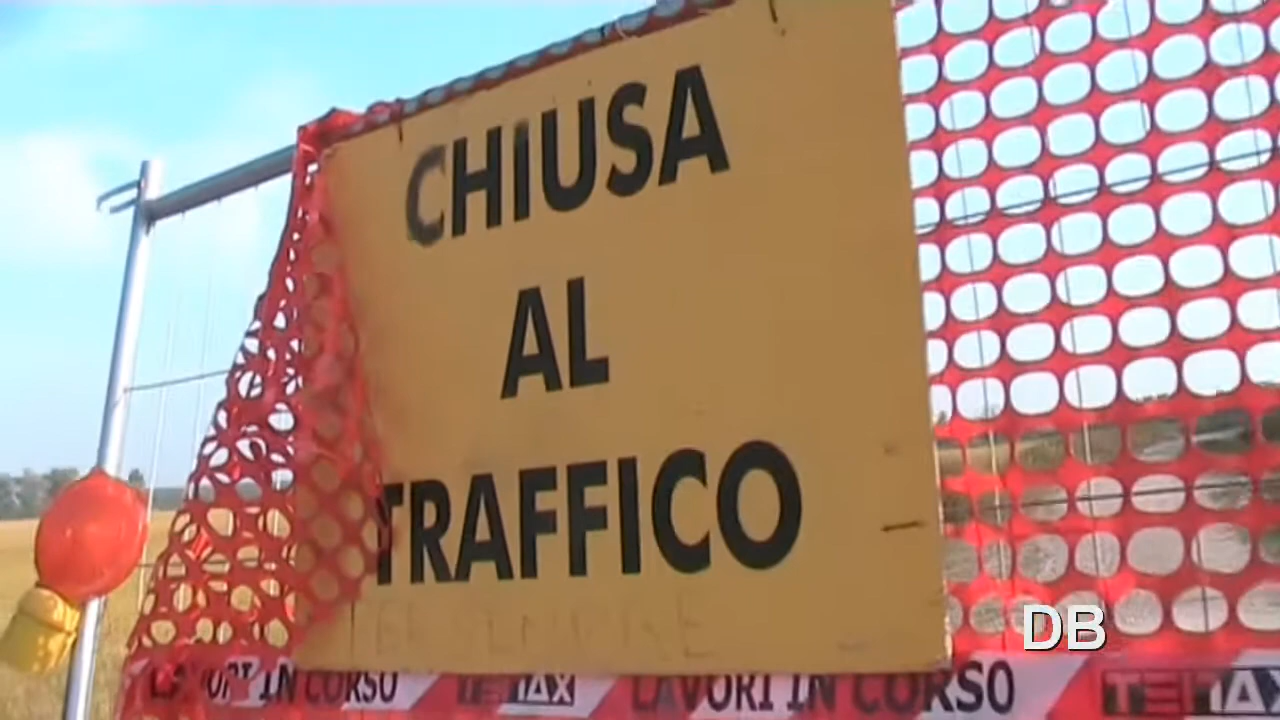 CHIUSA
AL
TRAFFICO
DB
LAVORI IN CORSO TENAX LAVORI IN CORSO TENAX